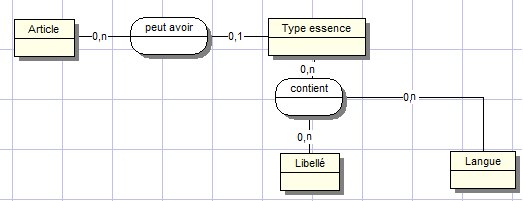 Article
0,n
peut avoir
0,1
Type essence
0,n
contient
0,n
0,n
Libellé
Langue